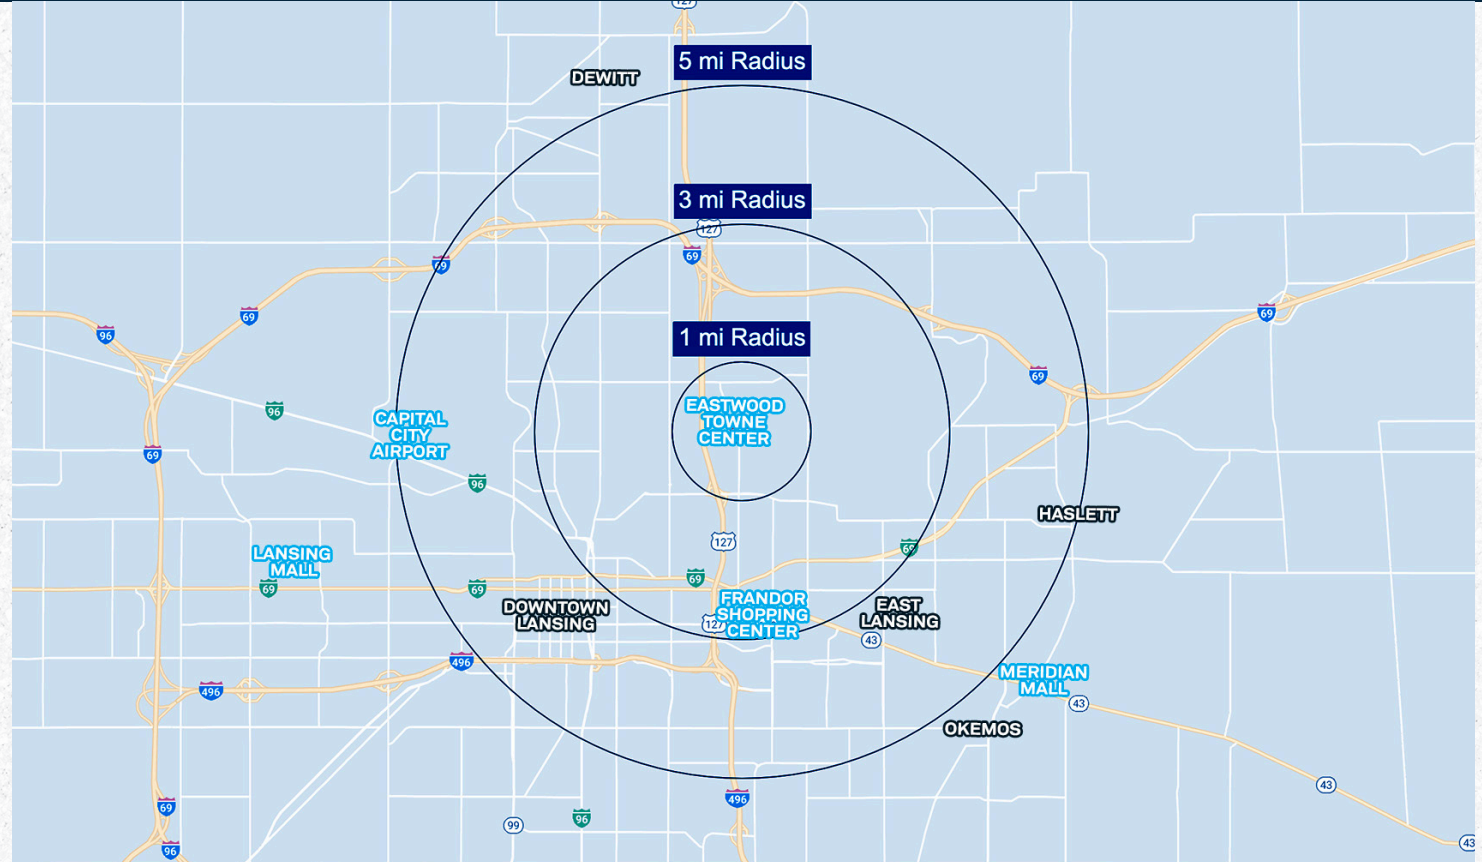 127
5 mi Radius
DEWITT
3 mi Radius
127
69
69
69
96
69
1 mi Radius
69
96
EASTWOOD
TOWNE
CENTER
CAPITAL
CITY
AIRPORT
69
96
HASLETT
127
69
LANSING
MALL
69
69
69
DOWNTOWN
LANSING
FRANDOR
SHOPPING
CENTER
127
EAST
LANSING
43
496
496
MERIDIAN
MALL
43
OKEMOS
43
69
496
99
96
96
43